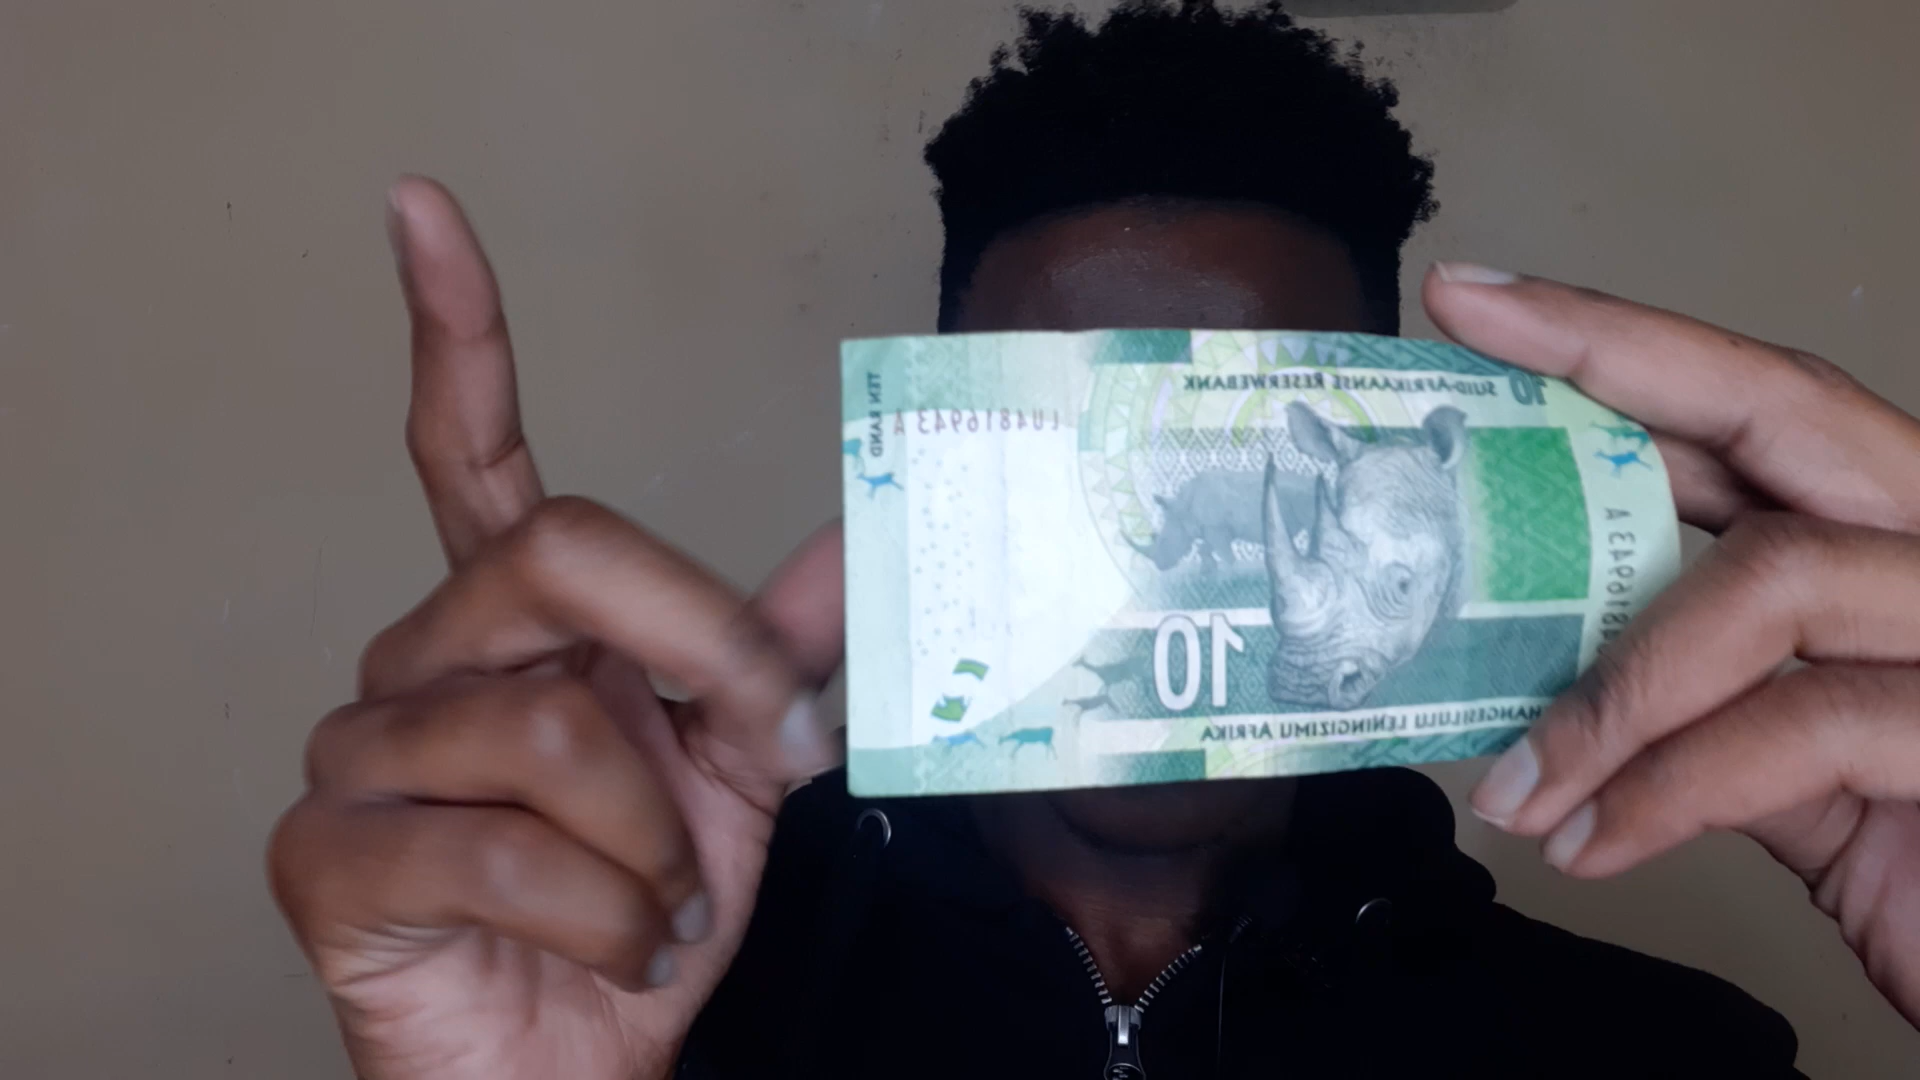 SUID-AFRIKAANSE RESERWEBANK
10
TEN RAND
LU4816943 A
10
LENINGIZIMU AFRIKA